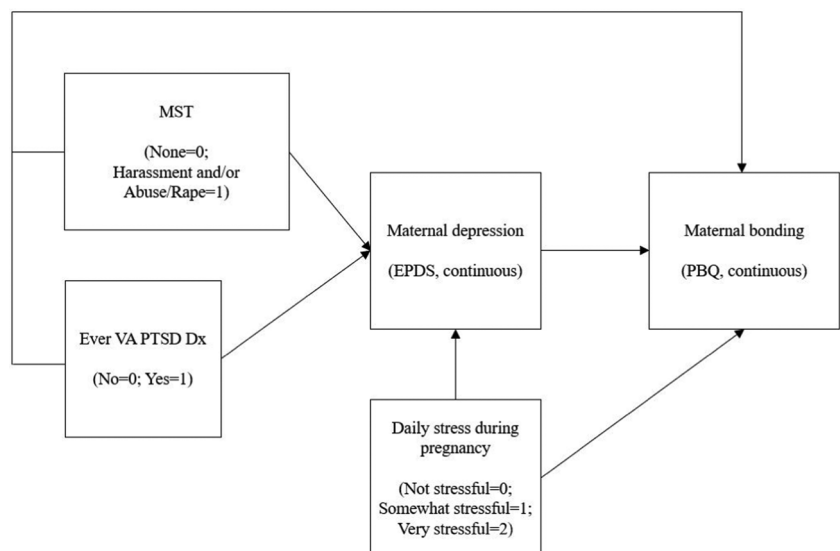 MST
(None=0;
Harassment and/or
Abuse/Rape=1)
Ever VA PTSD Dx
(No=0; Yes=1)
Maternal depression
(EPDS, continuous)
Maternal bonding
(PBQ, continuous)
Daily stress during
pregnancy
(Not stressful=0;
Somewhat stressful=1;
Very stressful=2)